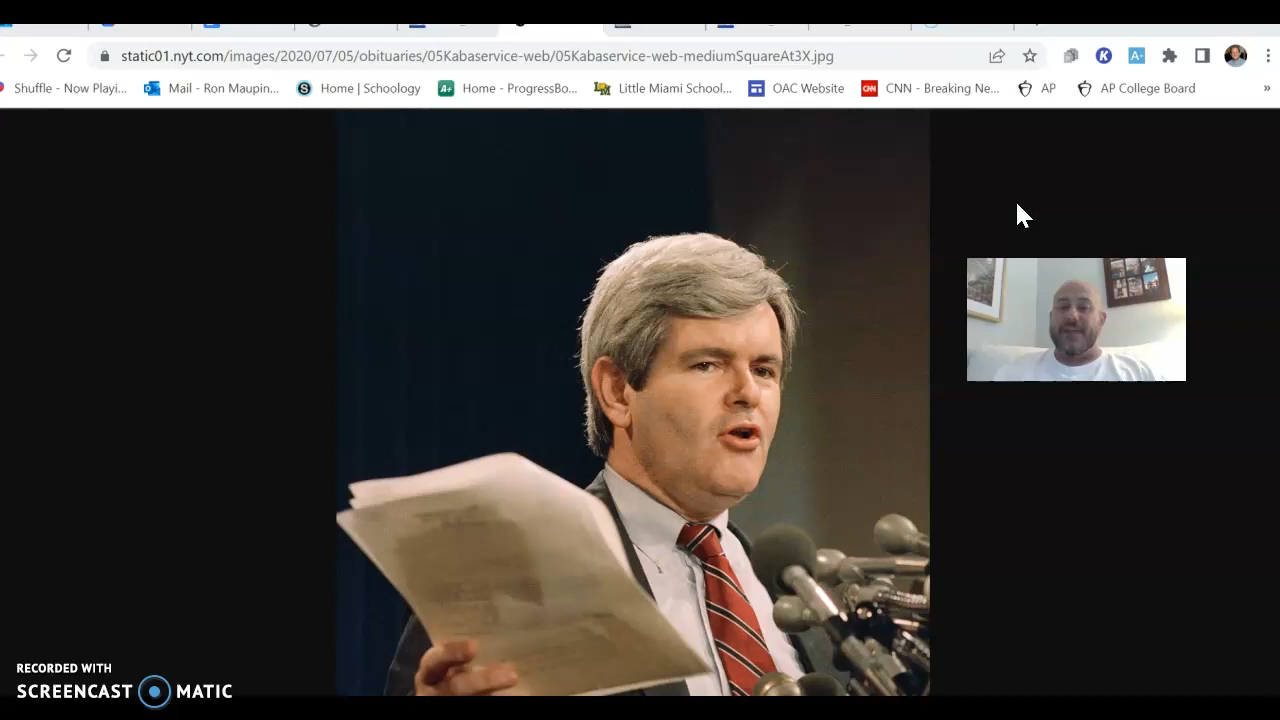 static01.nyt.com/images/2020/07/05/obituaries/05Kabaservice-web/05Kabaservice-web-mediumSquareAt3X.jpg
Shuffle - Now Playi... Mail - Ron Maupin... Home | Schoology Home - ProgressBo... Little Miami School... OAC Website CNN - Breaking Ne... AP AP College Board »
RECORDED WITH
SCREENCAST MATIC